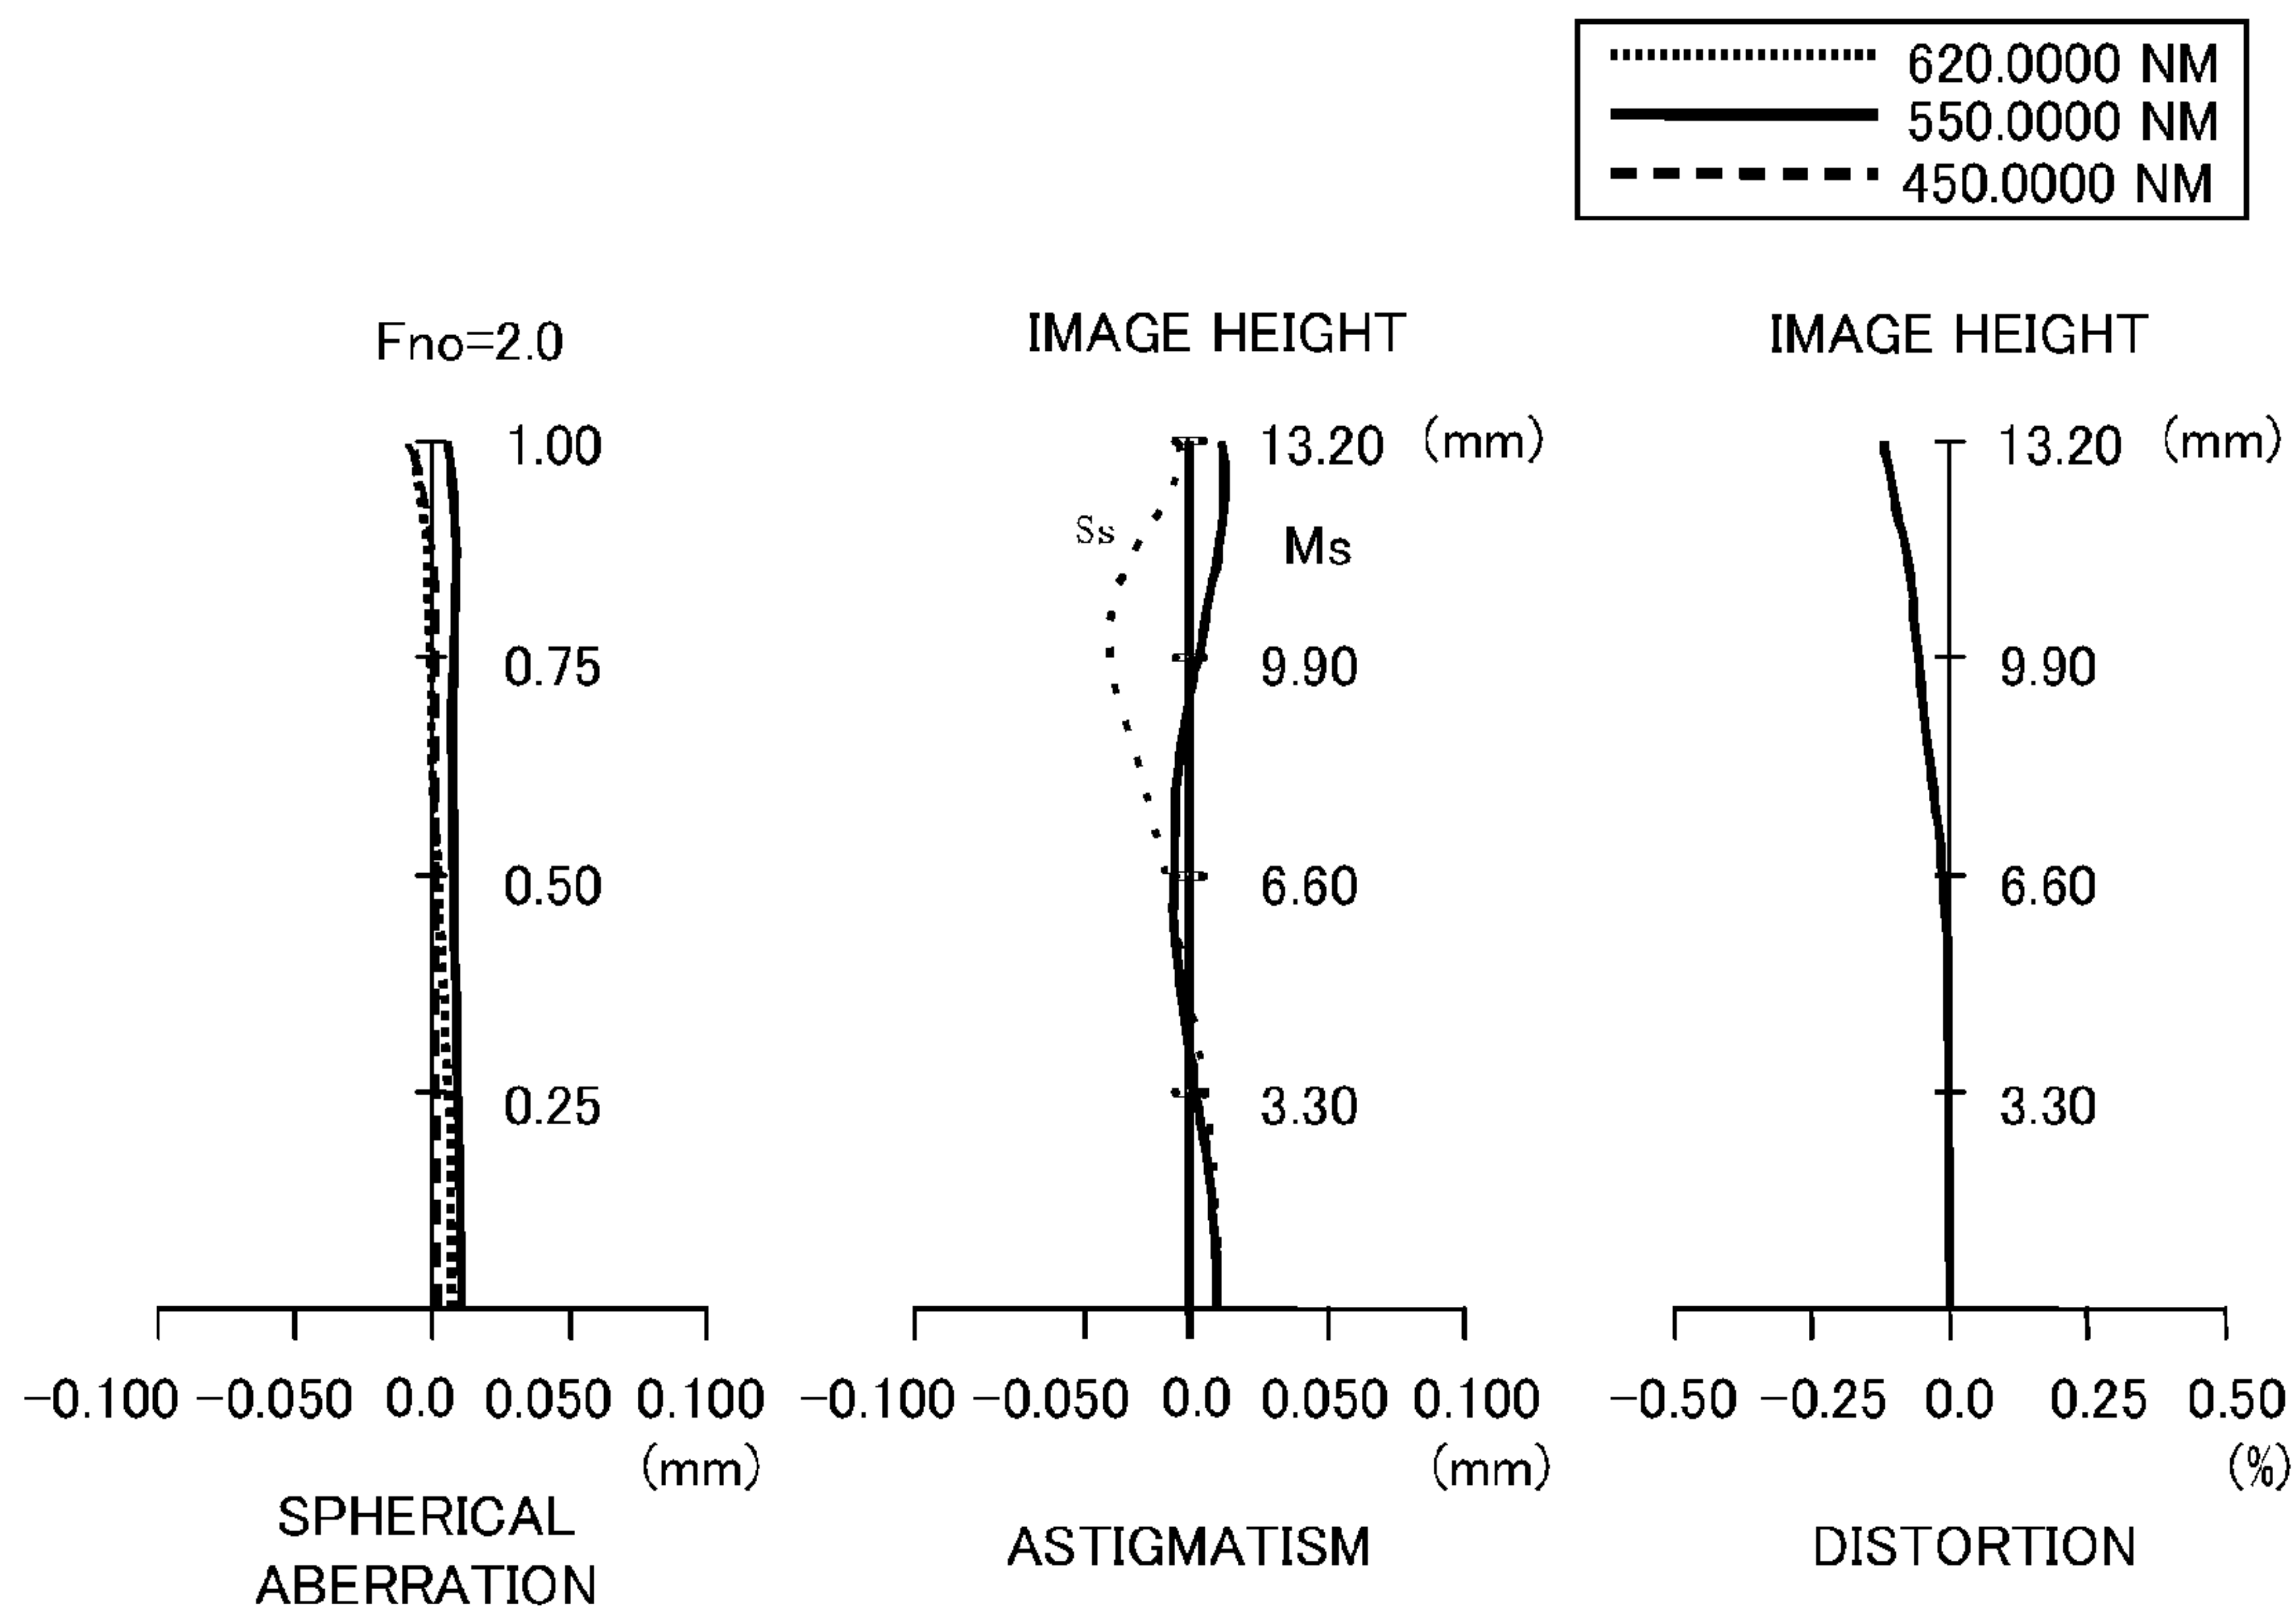 620.0000 NM
550.0000 NM
450.0000 NM
Fno=2.0
1.00
0.75
0.50
0.25
−0.100 −0.050 0.0 0.050 0.100
(mm)
SPHERICAL
ABERRATION
IMAGE HEIGHT
13.20 (mm)
Ss
Ms
9.90
6.60
3.30
−0.100 −0.050 0.0 0.050 0.100
(mm)
ASTIGMATISM
IMAGE HEIGHT
13.20 (mm)
9.90
6.60
3.30
−0.50 −0.25 0.0 0.25 0.50
(%)
DISTORTION